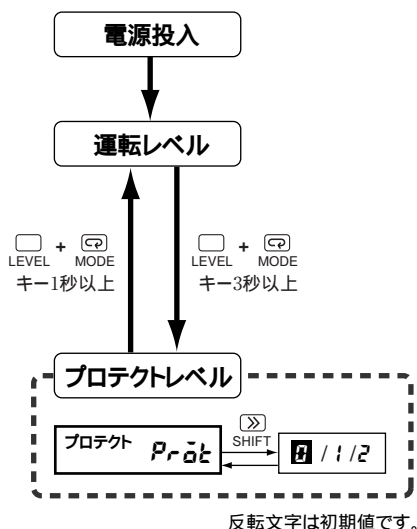 電源投入
運転レベル
LEVEL + MODE
キー1秒以上
LEVEL + MODE
キー3秒以上
プロテクトレベル
プロテクト Prōt
SHIFT
0 / 1 / 2
反転文字は初期値です。